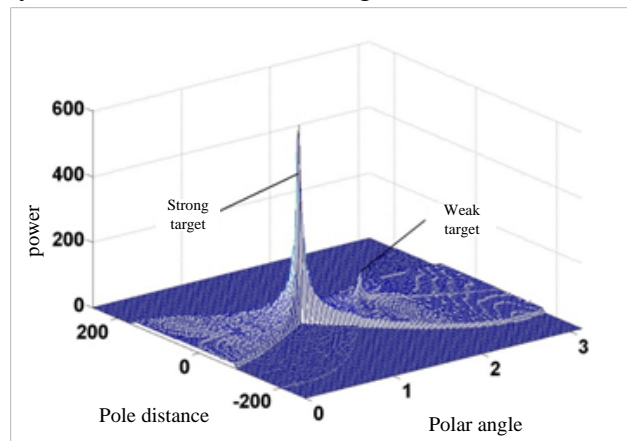 600
400
200
0
power
Strong
target
Weak
target
200
0
-200
Pole distance
0
1
2
3
Polar angle